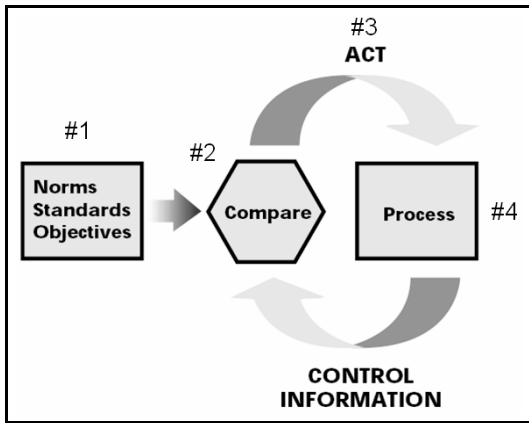 #3
ACT
#1
#2
Norms
Standards
Objectives
Compare
Process
#4
CONTROL
INFORMATION